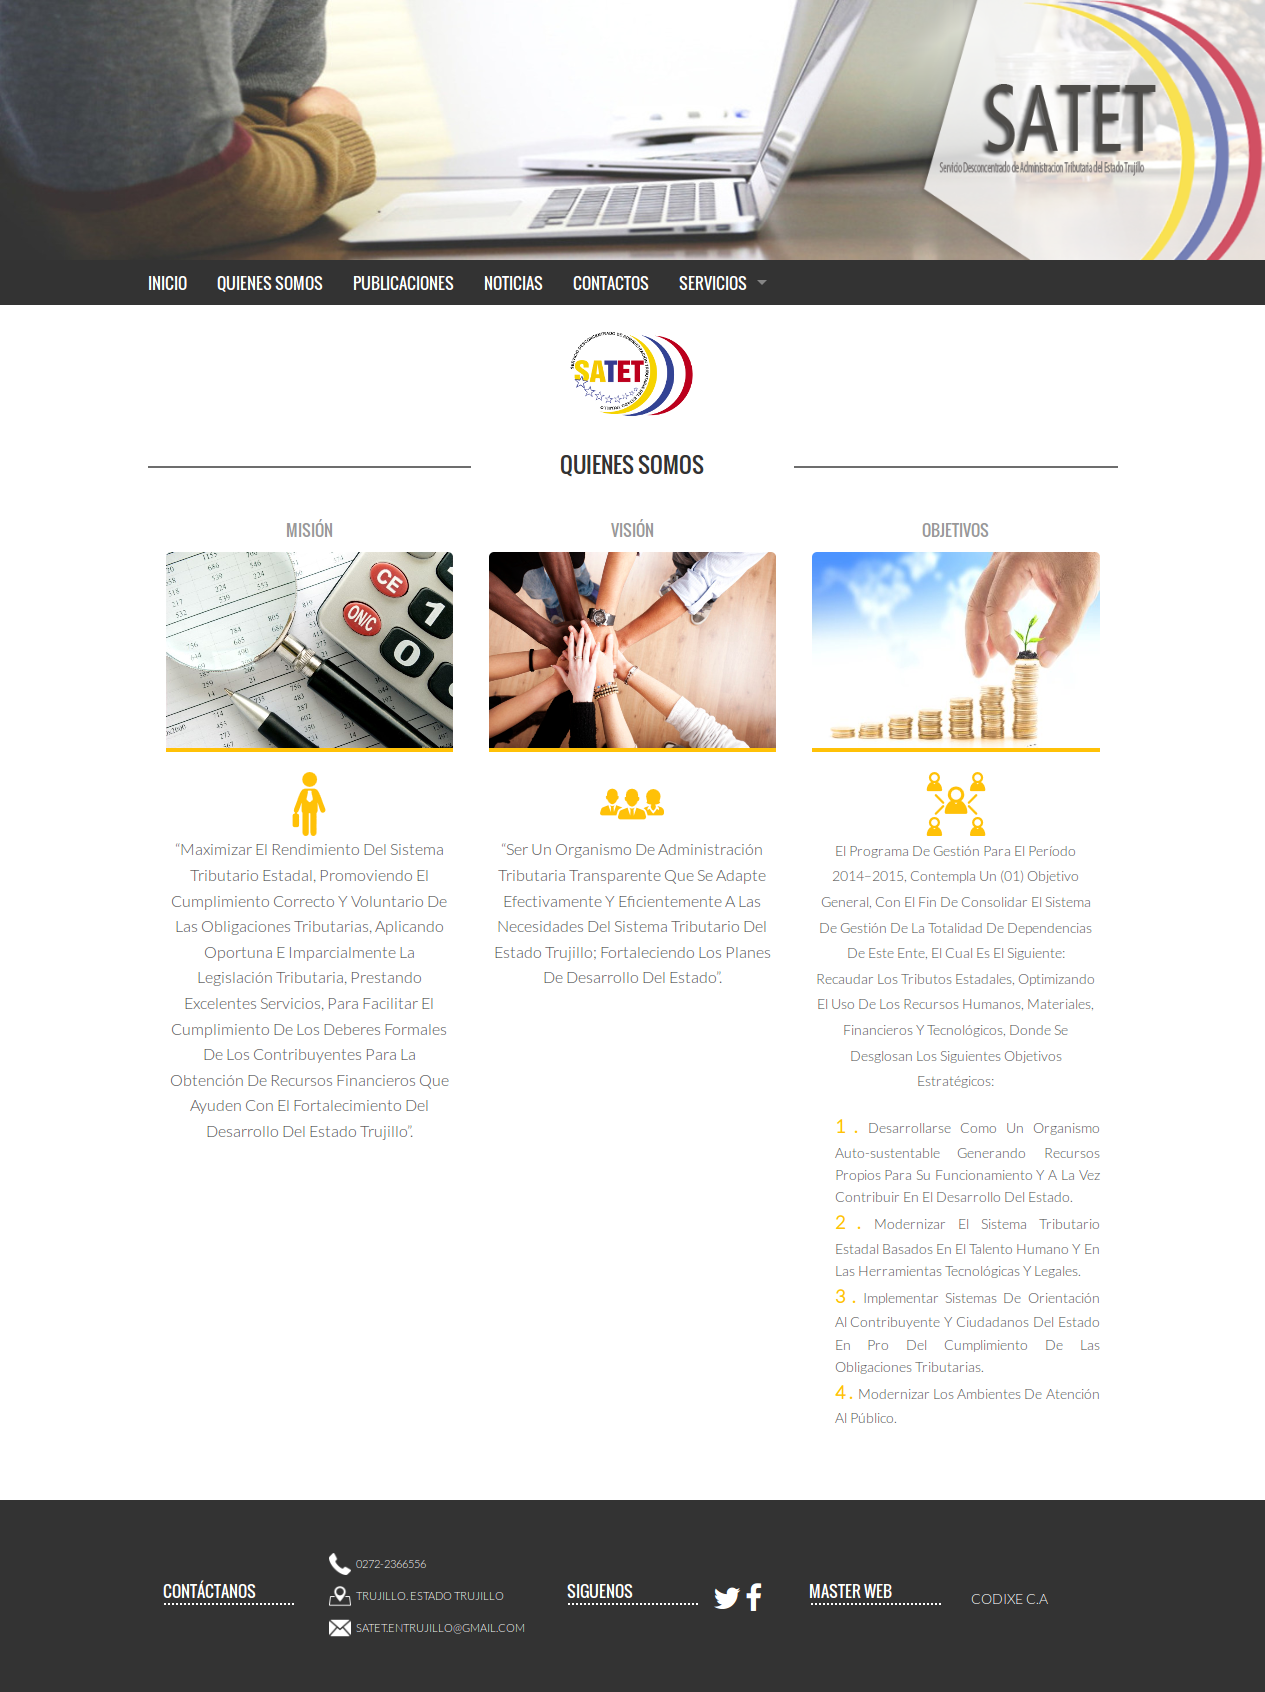 SATET
Servicio Desconcentrado de Administracion Tributaria del Estado Trujillo
INICIO QUIENES SOMOS PUBLICACIONES NOTICIAS CONTACTOS SERVICIOS
SATET
QUIENES SOMOS
MISIÓN
“Maximizar El Rendimiento Del Sistema
Tributario Estadal, Promoviendo El
Cumplimiento Correcto Y Voluntario De
Las Obligaciones Tributarias, Aplicando
Oportuna E Imparcialmente La
Legislación Tributaria, Prestando
Excelentes Servicios, Para Facilitar El
Cumplimiento De Los Deberes Formales
De Los Contribuyentes Para La
Obtención De Recursos Financieros Que
Ayuden Con El Fortalecimiento Del
Desarrollo Del Estado Trujillo”.
VISIÓN
“Ser Un Organismo De Administración
Tributaria Transparente Que Se Adapte
Efectivamente Y Eficientemente A Las
Necesidades Del Sistema Tributario Del
Estado Trujillo; Fortaleciendo Los Planes
De Desarrollo Del Estado”.
OBJETIVOS
El Programa De Gestión Para El Período
2014–2015, Contempla Un (01) Objetivo
General, Con El Fin De Consolidar El Sistema
De Gestión De La Totalidad De Dependencias
De Este Ente, El Cual Es El Siguiente:
Recaudar Los Tributos Estadales, Optimizando
El Uso De Los Recursos Humanos, Materiales,
Financieros Y Tecnológicos, Donde Se
Desglosan Los Siguientes Objetivos
Estratégicos:
1 . Desarrollarse Como Un Organismo
Auto-sustentable Generando Recursos
Propios Para Su Funcionamiento Y A La Vez
Contribuir En El Desarrollo Del Estado.
2 . Modernizar El Sistema Tributario
Estadal Basados En El Talento Humano Y En
Las Herramientas Tecnológicas Y Legales.
3 . Implementar Sistemas De Orientación
Al Contribuyente Y Ciudadanos Del Estado
En Pro Del Cumplimiento De Las
Obligaciones Tributarias.
4 . Modernizar Los Ambientes De Atención
Al Público.
CONTÁCTANOS
0272-2366556
TRUJILLO. ESTADO TRUJILLO
SATET.ENTRUJILLO@GMAIL.COM
SIGUENOS
MASTER WEB
CODIXE C.A